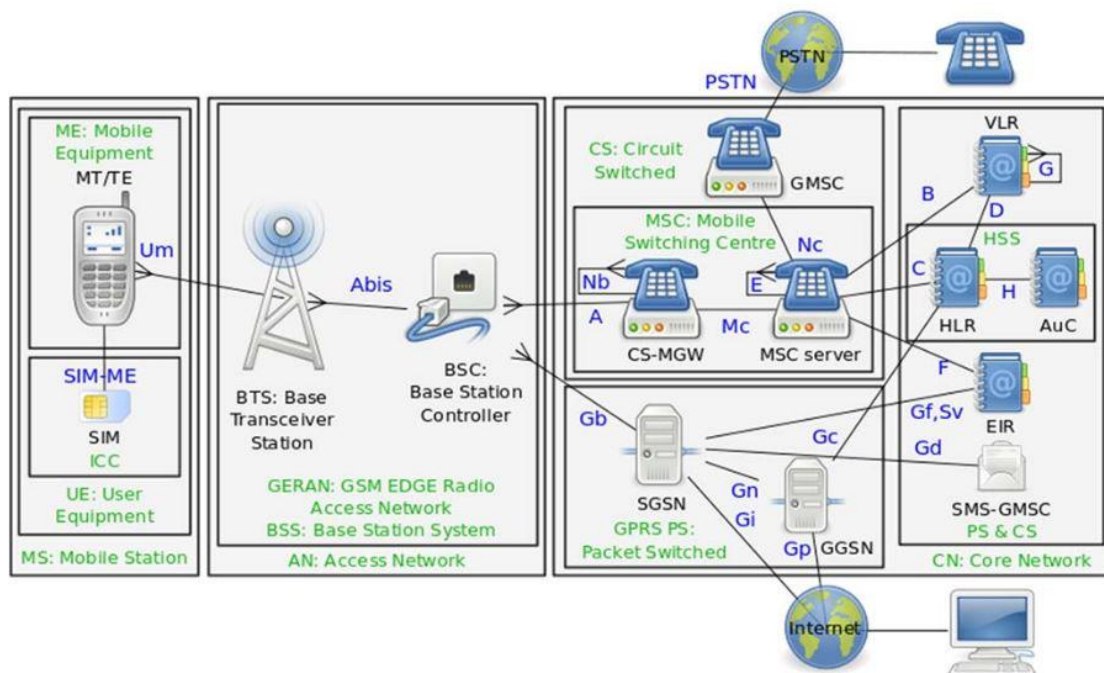 PSTN
PSTN
ME: Mobile
Equipment
MT/TE
Um
SIM-ME
SIM
ICC
UE: User
Equipment
MS: Mobile Station
Abis
BTS: Base
Transceiver
Station
BSC:
Base Station
Controller
GERAN: GSM EDGE Radio
Access Network
BSS: Base Station System
AN: Access Network
CS: Circuit
Switched
GMSC
MSC: Mobile
Switching Centre
Nc
Nb
E
A
Mc
CS-MGW
MSC server
Gb
SGSN
GPRS PS:
Packet Switched
Gn
Gi
Gc
Gp
GGSN
VLR
G
B
D
HSS
C
H
HLR
AuC
F
Gf,Sv
EIR
Gd
SMS-GMSC
PS & CS
CN: Core Network
Internet